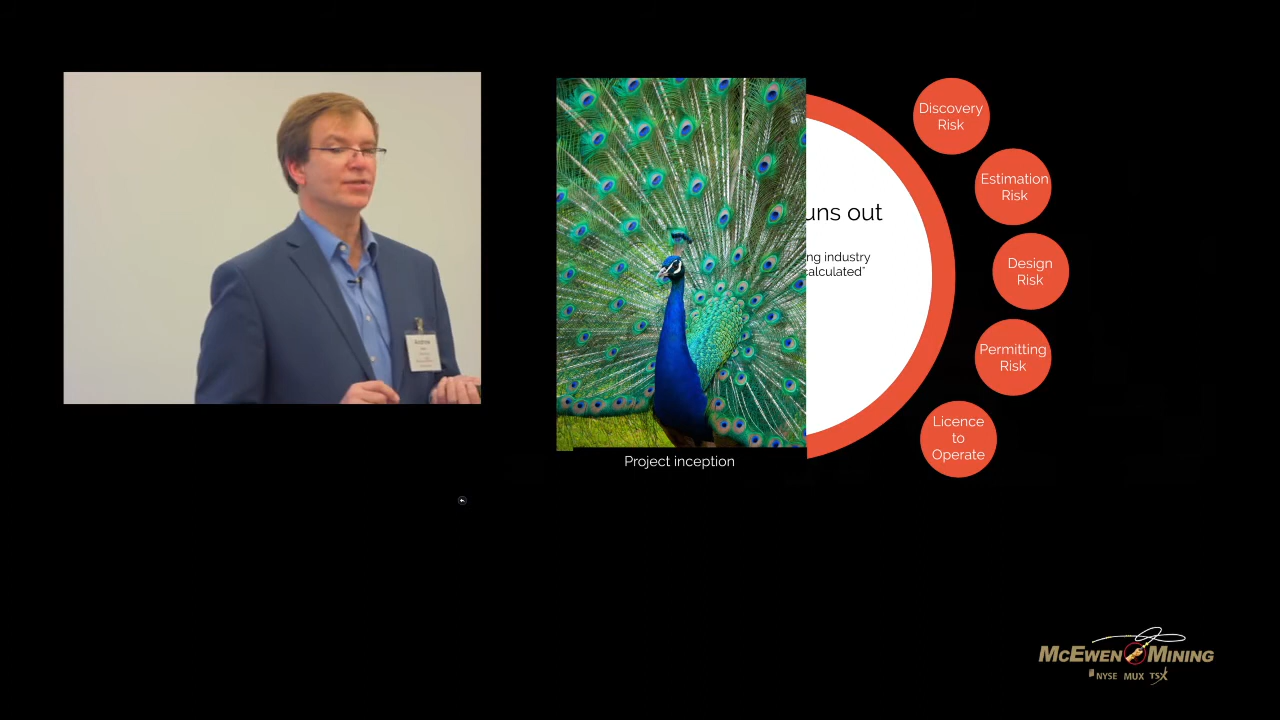 Discovery
Risk
Estimation
Risk
uns out
ng industry
calculated"
Design
Risk
Permitting
Risk
Licence
to
Operate
Project inception
McEWEN MINING
NYSE MUX TSX